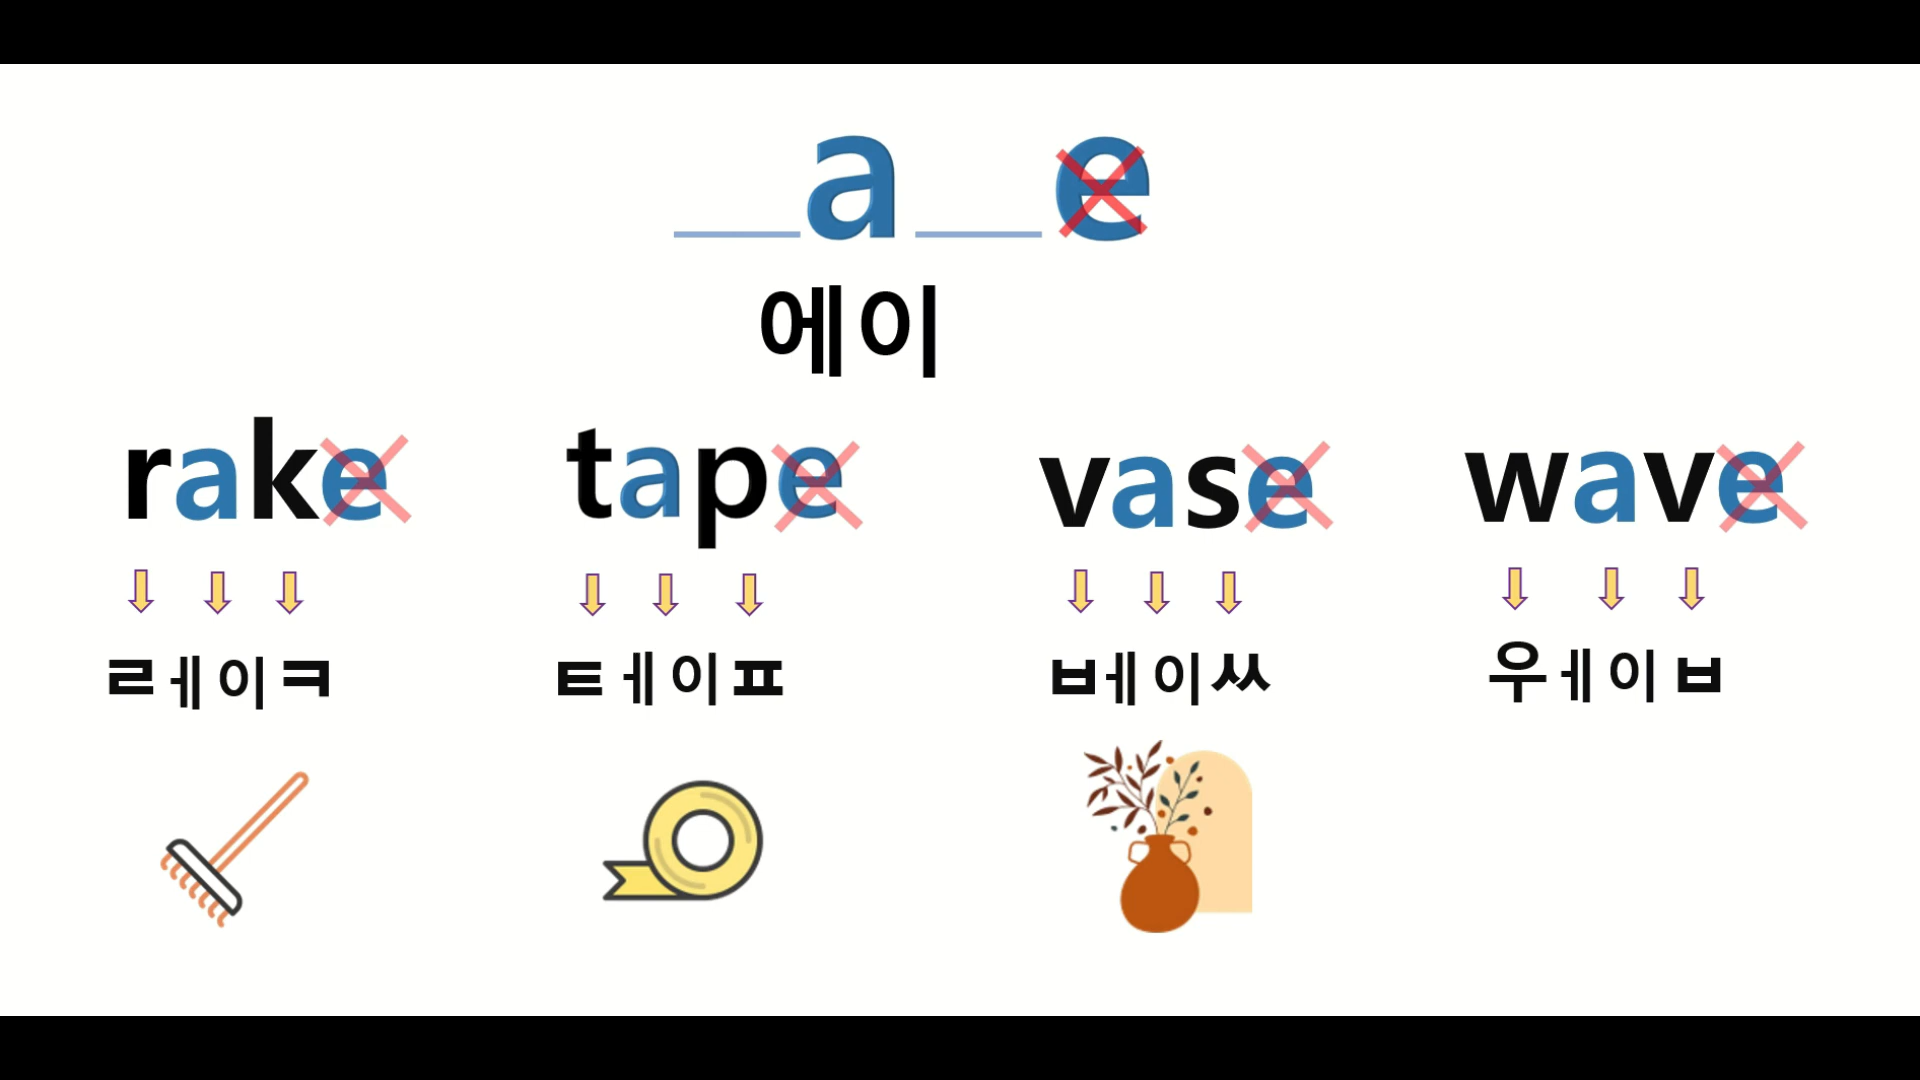 __a__e
에이
rake tape vase wave
ㄹㅔ이ㅋ ㅌㅔ이ㅍ ㅂㅔ이ㅆ 우ㅔ이ㅂ